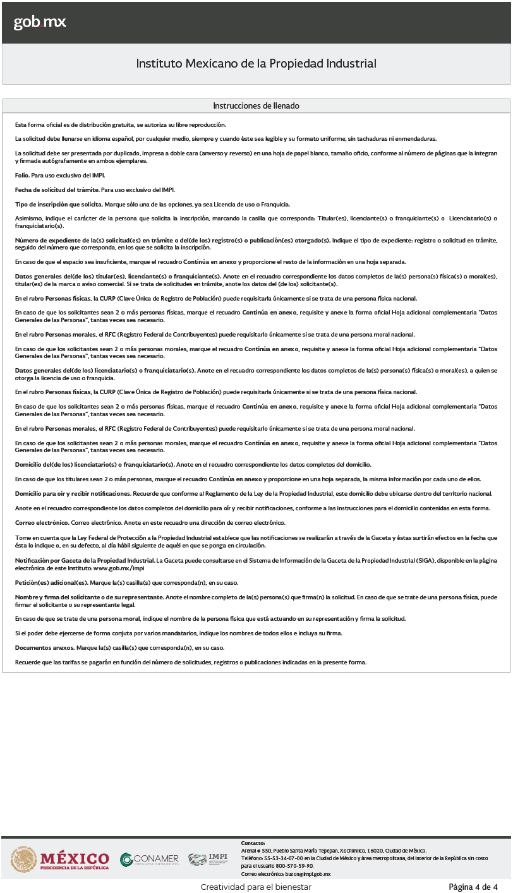 gob.mx
Instituto Mexicano de la Propiedad Industrial
Instrucciones de llenado
Esta forma oficial es de distribución gratuita, se autoriza su libre reproducción.
La solicitud debe llenarse en idioma español, por cualquier medio, siempre y cuando éste sea legible y su formato uniforme, sin tachaduras ni enmendaduras.
La solicitud debe ser presentada por duplicado, impresa a doble cara (anverso y reverso) en una hoja de papel blanco, tamaño oficio, conforme al número de páginas que la integran
y firmada autógrafamente en ambos ejemplares.
Folio. Para uso exclusivo del IMPI.
Fecha de solicitud del trámite. Para uso exclusivo del IMPI.
Tipo de inscripción que solicita. Marque sólo una de las opciones, ya sea Licencia de uso o Franquicia.
Asimismo, indique el carácter de la persona que solicita la inscripción, marcando la casilla que corresponda: Titular(es), licenciante(s) o franquiciante(s) o Licenciatario(s) o
franquiciatario(s).
Número de expediente de la(s) solicitud(es) en trámite o del(de los) registro(s) o publicación(es) otorgado(s). Indique el tipo de expediente: registro o solicitud en trámite,
seguido del número que corresponda, en los que se solicita la inscripción.
En caso de que el espacio sea insuficiente, marque el recuadro Continúa en anexo y proporcione el resto de la información en una hoja separada.
Datos generales del(de los) titular(es), licenciante(s) o franquiciante(s). Anote en el recuadro correspondiente los datos completos de la(s) persona(s) física(s) o moral(es),
titular(es) de la marca o aviso comercial. Si se trata de solicitudes en trámite, anote los datos del (de los) solicitante(s).
En el rubro Personas físicas, la CURP (Clave Única de Registro de Población) puede requisitarla únicamente si se trata de una persona física nacional.
En caso de que los solicitantes sean 2 o más personas físicas, marque el recuadro Continúa en anexo, requisite y anexe la forma oficial Hoja adicional complementaria "Datos
Generales de las Personas", tantas veces sea necesario.
En el rubro Personas morales, el RFC (Registro Federal de Contribuyentes) puede requisitarlo únicamente si se trata de una persona moral nacional.
En caso de que los solicitantes sean 2 o más personas morales, marque el recuadro Continúa en anexo, requisite y anexe la forma oficial Hoja adicional complementaria "Datos
Generales de las Personas", tantas veces sea necesario.
Datos generales del(de los) licenciatario(s) o franquiciatario(s). Anote en el recuadro correspondiente los datos completos de la(s) persona(s) física(s) o moral(es), a quien se
otorga la licencia de uso o franquicia.
En el rubro Personas físicas, la CURP (Clave Única de Registro de Población) puede requisitarla únicamente si se trata de una persona física nacional.
En caso de que los solicitantes sean 2 o más personas físicas, marque el recuadro Continúa en anexo, requisite y anexe la forma oficial Hoja adicional complementaria "Datos
Generales de las Personas", tantas veces sea necesario.
En el rubro Personas morales, el RFC (Registro Federal de Contribuyentes) puede requisitarlo únicamente si se trata de una persona moral nacional.
En caso de que los solicitantes sean 2 o más personas morales, marque el recuadro Continúa en anexo, requisite y anexe la forma oficial Hoja adicional complementaria "Datos
Generales de las Personas", tantas veces sea necesario.
Domicilio del(de los) licenciatario(s) o franquiciatario(s). Anote en el recuadro correspondiente los datos completos del domicilio.
En caso de que los titulares sean 2 o más personas, marque el recuadro Continúa en anexo y proporcione en una hoja separada, la misma información por cada uno de ellos.
Domicilio para oír y recibir notificaciones. Recuerde que conforme al Reglamento de la Ley de la Propiedad Industrial, este domicilio debe ubicarse dentro del territorio nacional.
Anote en el recuadro correspondiente los datos completos del domicilio para oír y recibir notificaciones, conforme a las instrucciones para el domicilio contenidas en esta forma.
Correo electrónico. Correo electrónico. Anote en este recuadro una dirección de correo electrónico.
Tome en cuenta que la Ley Federal de Protección a la Propiedad Industrial establece que las notificaciones se realizarán a través de la Gaceta y éstas surtirán efectos en la fecha que
ésta lo indique o, en su defecto, al día hábil siguiente de aquél en que se ponga en circulación.
Notificación por Gaceta de la Propiedad Industrial. La Gaceta puede consultarse en el Sistema de Información de la Gaceta de la Propiedad Industrial (SIGA), disponible en la página
electrónica de este Instituto www.gob.mx/impi
Petición(es) adicional(es). Marque la(s) casilla(s) que corresponda(n), en su caso.
Nombre y firma del solicitante o de su representante. Anote el nombre completo de la(s) persona(s) que firma(n) la solicitud. En caso de que se trate de una persona física, puede
firmar el solicitante o su representante legal.
En caso de que se trate de una persona moral, indique el nombre de la persona física que está actuando en su representación y firma la solicitud.
Si el poder debe ejercerse de forma conjuta por varios mandatarios, indique los nombres de todos ellos e incluya su firma.
Documentos anexos. Marque la(s) casilla(s) que corresponda(n), en su caso.
Recuerde que las tarifas se pagarán en función del número de solicitudes, registros o publicaciones indicadas en la presente forma.
MÉXICO
PRESIDENCIA DE LA REPÚBLICA
CONAMER
IMPI
Contacto:
Arenal # 550, Pueblo Santa María Tepepan, Xochimilco, 16020, Ciudad de México.
Teléfono: 55-53-34-07-00 en la Ciudad de México y área metropolitana, del interior de la República sin costo
para el usuario 800-570-59-90.
Correo electrónico: buzon@impi.gob.mx
Creatividad para el bienestar
Página 4 de 4